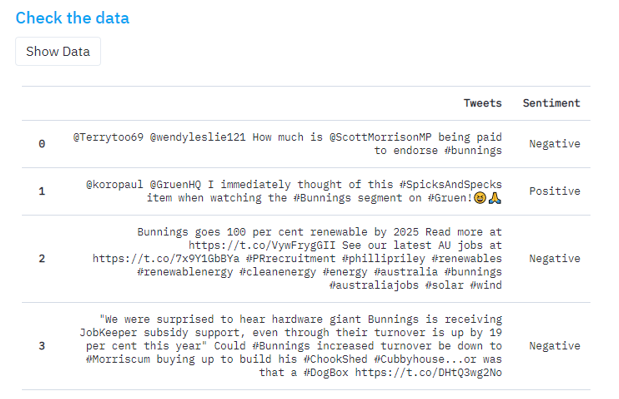 Check the data
Show Data
Tweets Sentiment
0 @Terrytoo69 @wendyleslie121 How much is @ScottMorrisonMP being paid Negative
to endorse #bunnings
1 @koropaul @GruenHQ I immediately thought of this #SpicksAndSpecks Positive
item when watching the #Bunnings segment on #Gruen!😆🙏
Bunnings goes 100 per cent renewable by 2025 Read more at
https://t.co/VywFrygGII See our latest AU jobs at
2 https://t.co/7x9Y1GbBYa #PRrecruitment #phillipriley #renewables Negative
#renewablenergy #cleanenergy #energy #australia #bunnings
#australiajobs #solar #wind
"We were surprised to hear hardware giant Bunnings is receiving
JobKeeper subsidy support, even through their turnover is up by 19
3 per cent this year" Could #Bunnings increased turnover be down to Negative
#Morriscum buying up to build his #ChookShed #Cubbyhouse...or was
that a #DogBox https://t.co/DHtQ3wg2No